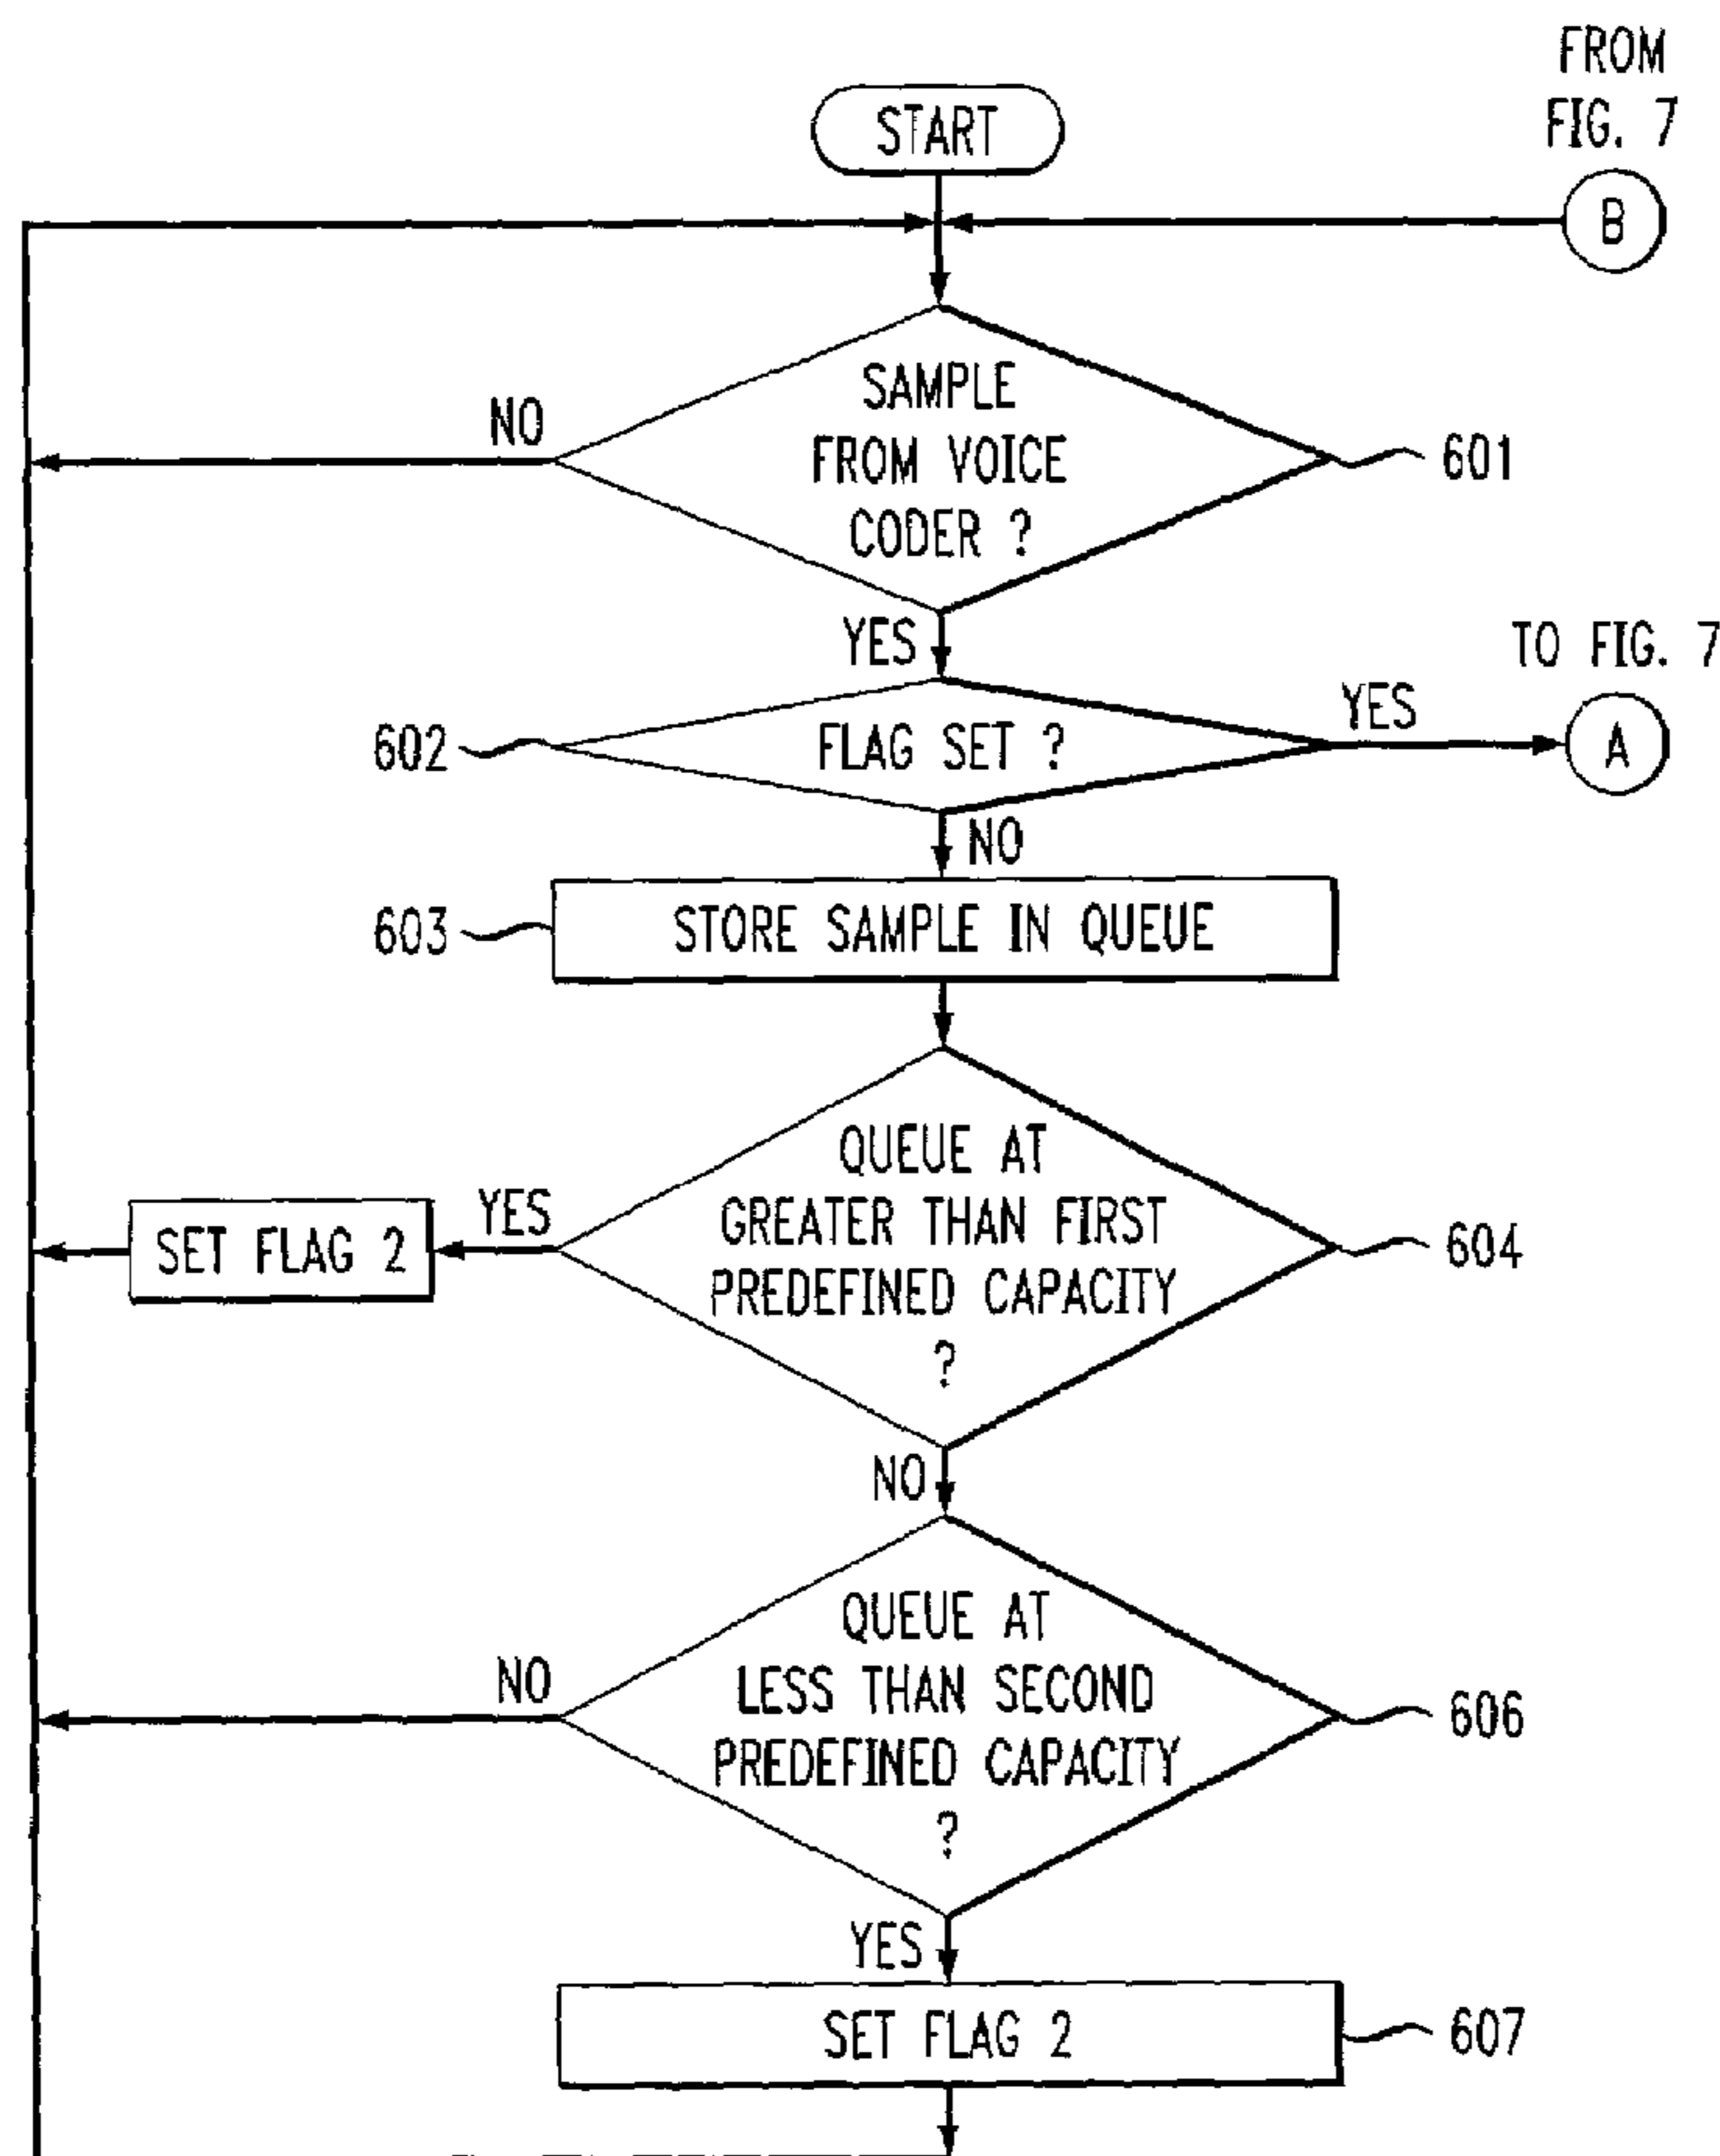 FROM
FIG. 7
START
B
SAMPLE
FROM VOICE
CODER ?
NO
601
YES
TO FIG. 7
602
FLAG SET ?
YES
A
NO
603
STORE SAMPLE IN QUEUE
QUEUE AT
GREATER THAN FIRST
PREDEFINED CAPACITY
?
YES
SET FLAG 2
604
NO
QUEUE AT
LESS THAN SECOND
PREDEFINED CAPACITY
?
NO
606
YES
SET FLAG 2
607